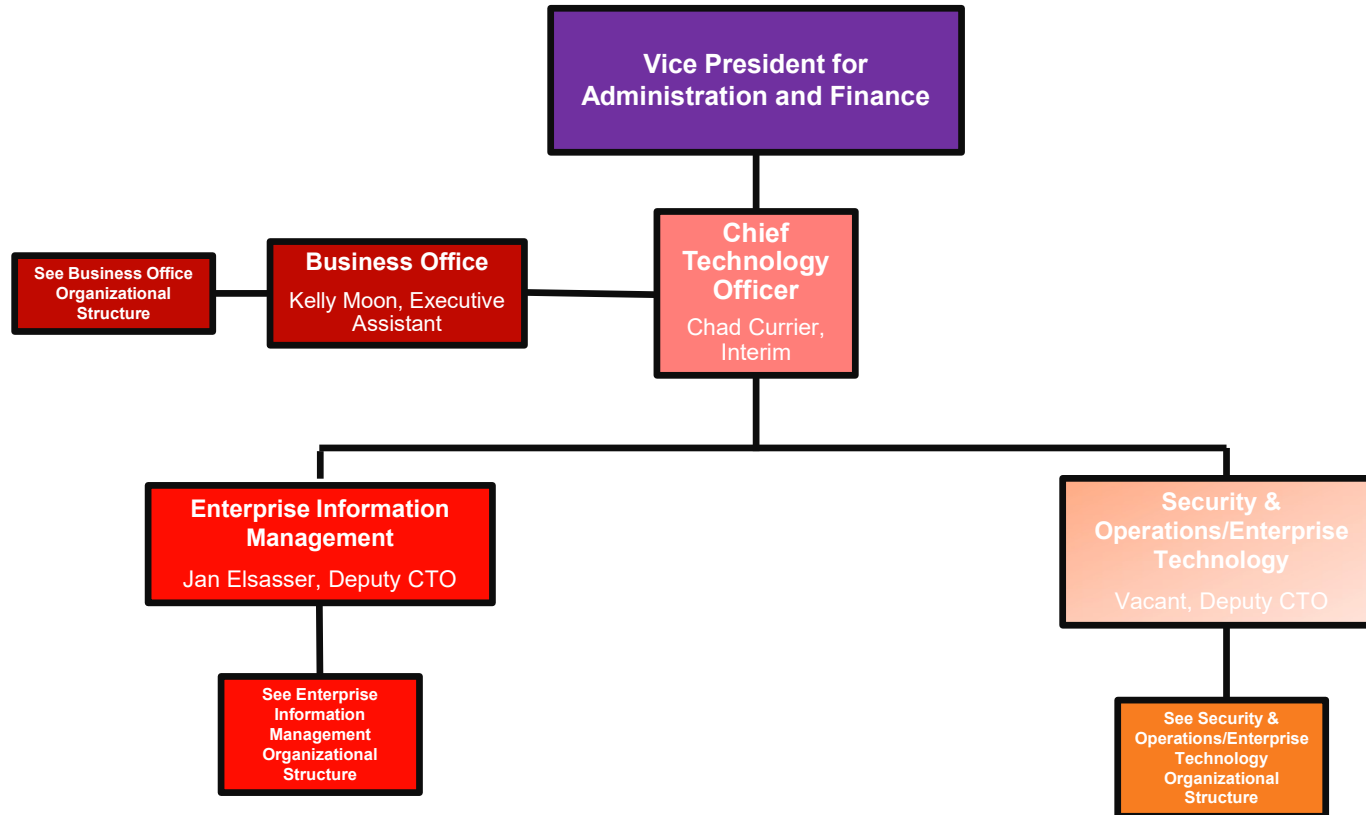 Vice President for
Administration and Finance
Chief
Technology
Officer
Chad Currier,
Interim
Business Office
Kelly Moon, Executive
Assistant
See Business Office
Organizational
Structure
Enterprise Information
Management
Jan Elsasser, Deputy CTO
See Enterprise
Information
Management
Organizational
Structure
Security &
Operations/Enterprise
Technology
Vacant, Deputy CTO
See Security &
Operations/Enterprise
Technology
Organizational
Structure